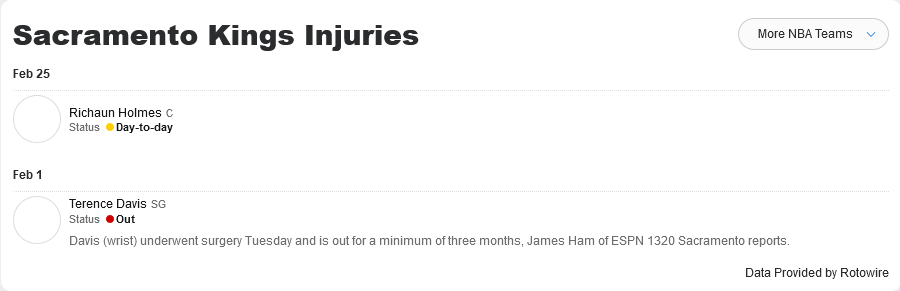 Sacramento Kings Injuries
More NBA Teams
Feb 25
Richaun Holmes C
Status Day-to-day
Feb 1
Terence Davis SG
Status Out
Davis (wrist) underwent surgery Tuesday and is out for a minimum of three months, James Ham of ESPN 1320 Sacramento reports.
Data Provided by Rotowire